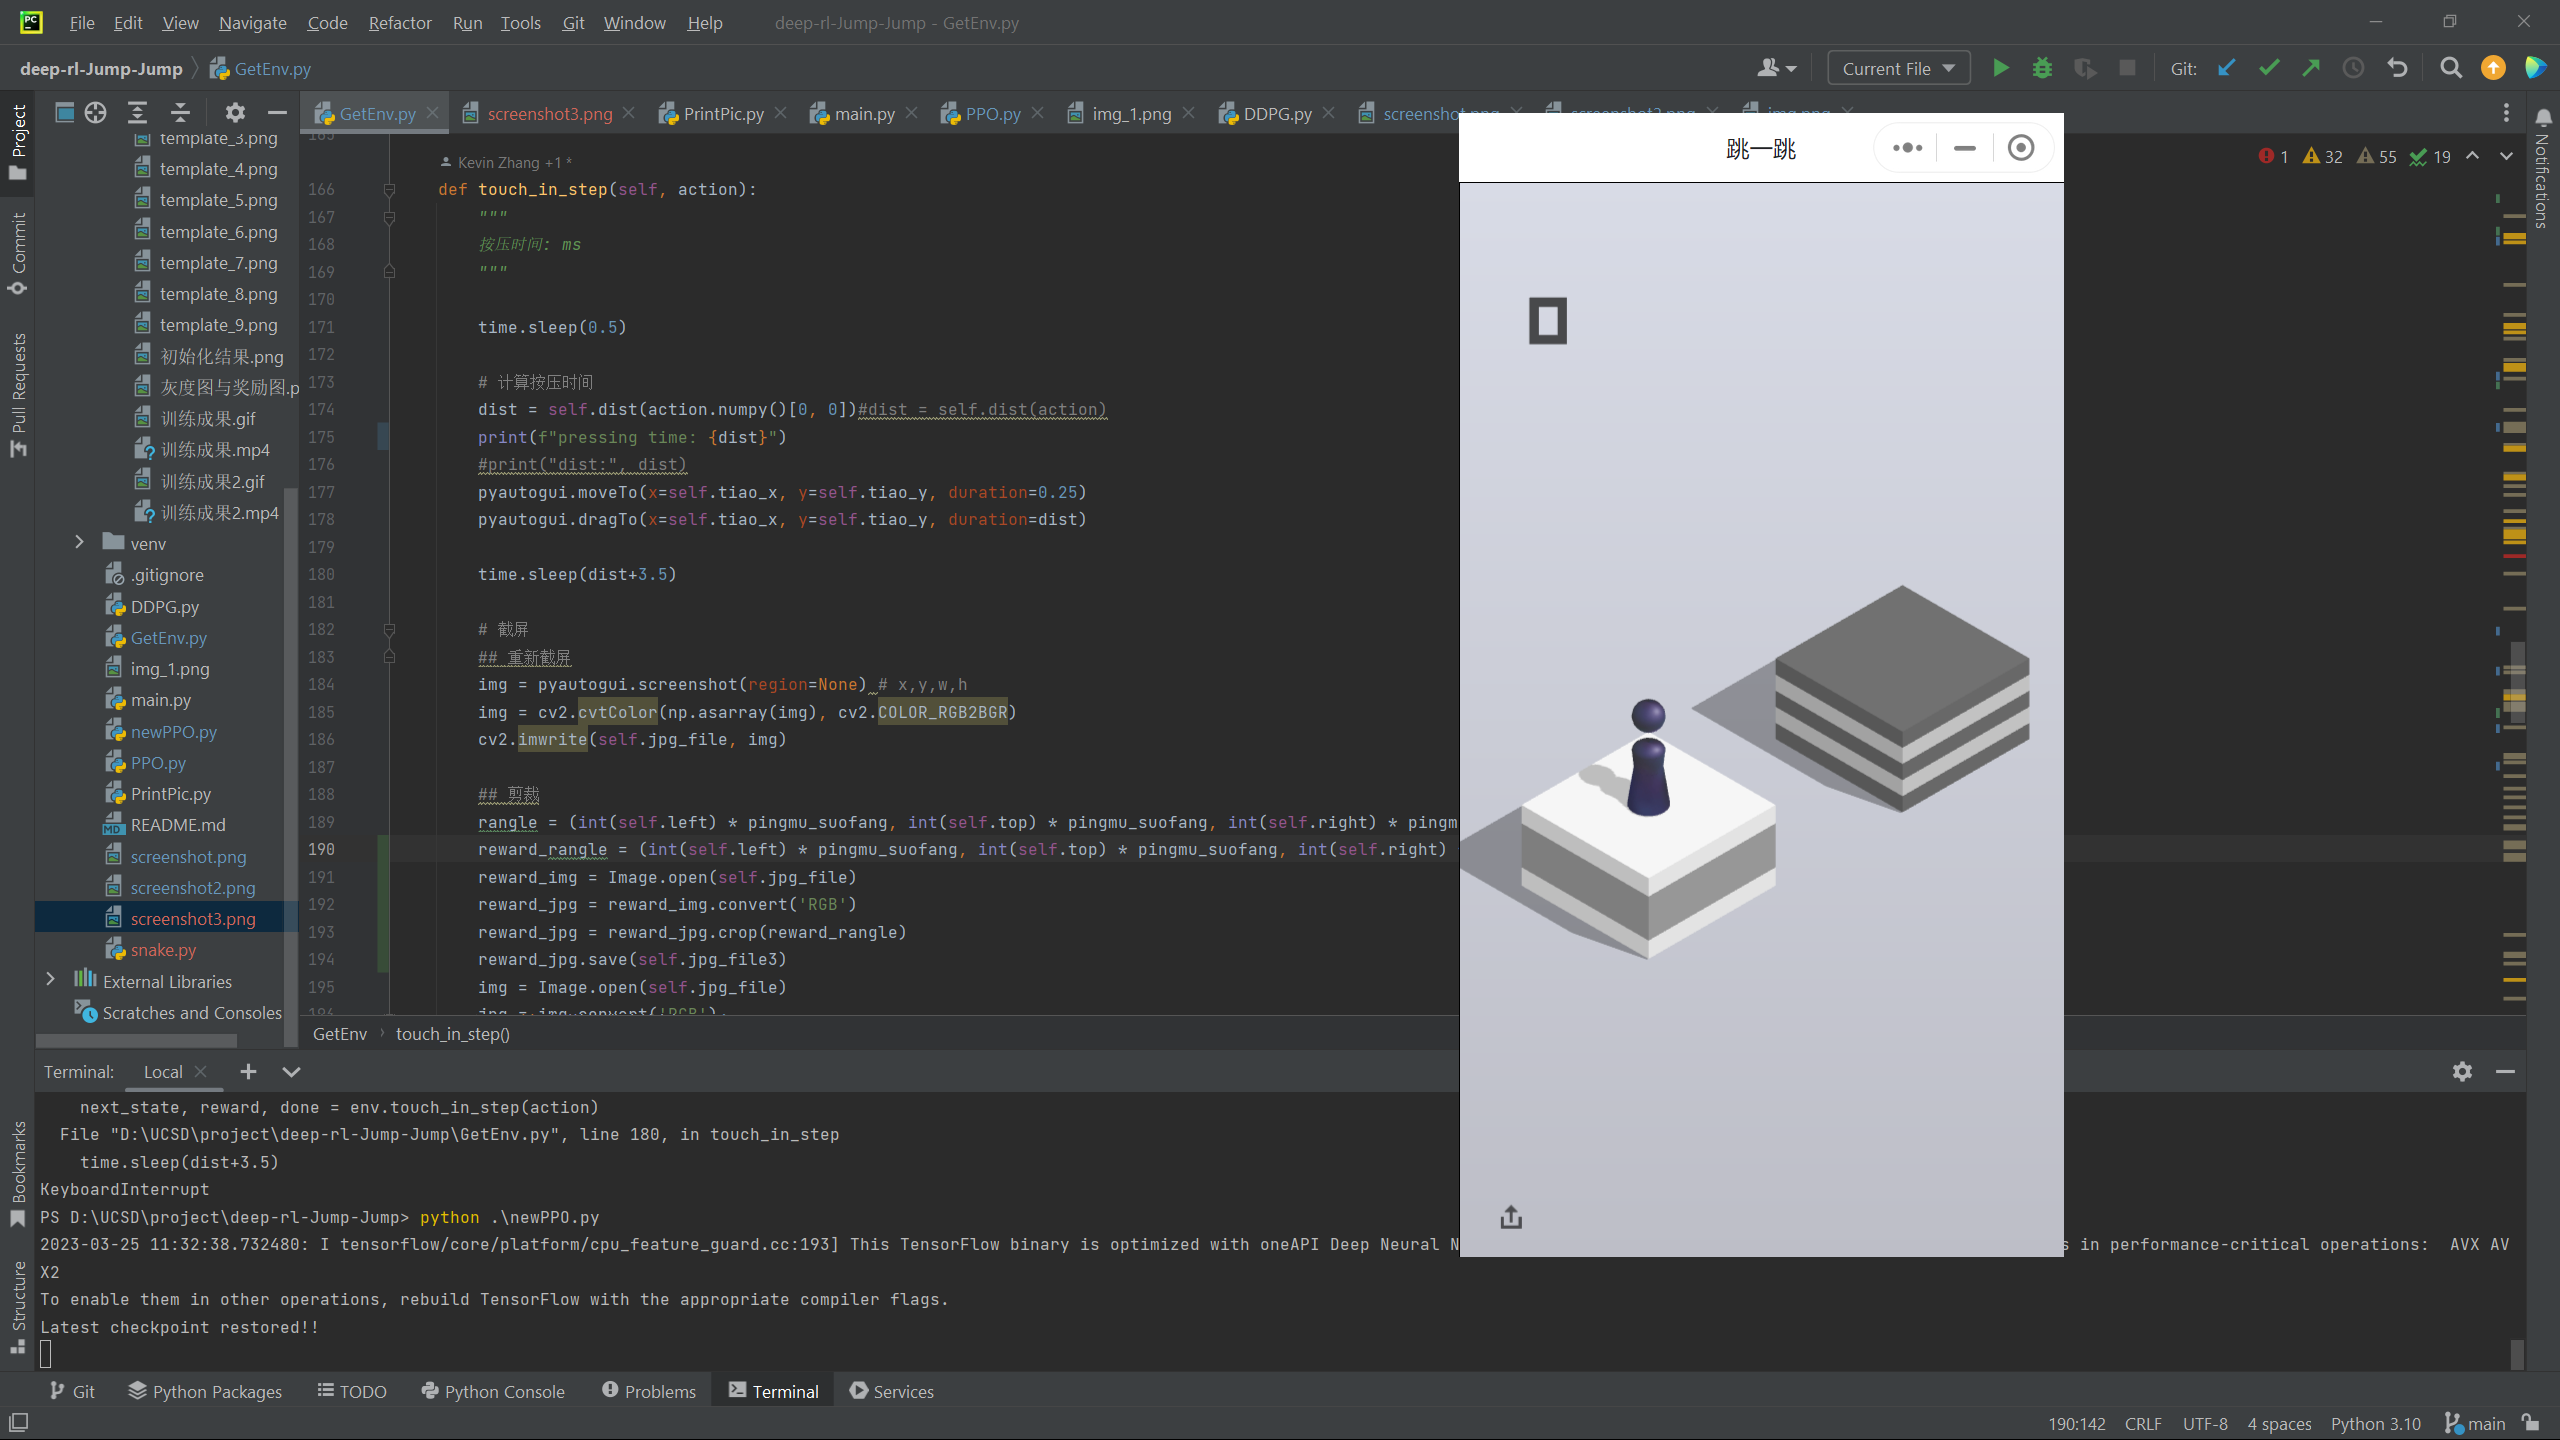 File Edit View Navigate Code Refactor Run Tools Git Window Help deep-rl-Jump-Jump - GetEnv.py
deep-rl-Jump-Jump GetEnv.py Current File Git:
GetEnv.py screenshot3.png PrintPic.py main.py PPO.py img_1.png DDPG.py
Project
Commit
Pull Requests
Bookmarks
Structure
Notifications
template_3.png
template_4.png
template_5.png
template_6.png
template_7.png
template_8.png
template_9.png
初始化结果.png
灰度图与奖励图.p
训练成果.gif
训练成果.mp4
训练成果2.gif
训练成果2.mp4
venv
.gitignore
DDPG.py
GetEnv.py
img_1.png
main.py
newPPO.py
PPO.py
PrintPic.py
README.md
screenshot.png
screenshot2.png
screenshot3.png
snake.py
External Libraries
Scratches and Consoles
1 32 55 19
Kevin Zhang +1 *
166 def touch_in_step(self, action):
167 """
168 按压时间: ms
169 """
170
171 time.sleep(0.5)
172
173 # 计算按压时间
174 dist = self.dist(action.numpy()[0, 0])#dist = self.dist(action)
175 print(f"pressing time: {dist}")
176 #print("dist:", dist)
177 pyautogui.moveTo(x=self.tiao_x, y=self.tiao_y, duration=0.25)
178 pyautogui.dragTo(x=self.tiao_x, y=self.tiao_y, duration=dist)
179
180 time.sleep(dist+3.5)
181
182 # 截屏
183 ## 重新截屏
184 img = pyautogui.screenshot(region=None) # x,y,w,h
185 img = cv2.cvtColor(np.asarray(img), cv2.COLOR_RGB2BGR)
186 cv2.imwrite(self.jpg_file, img)
187
188 ## 剪裁
189 rangle = (int(self.left) * pingmu_suofang, int(self.top) * pingmu_suofang, int(self.right) * pingm
190 reward_rangle = (int(self.left) * pingmu_suofang, int(self.top) * pingmu_suofang, int(self.right)
191 reward_img = Image.open(self.jpg_file)
192 reward_jpg = reward_img.convert('RGB')
193 reward_jpg = reward_jpg.crop(reward_rangle)
194 reward_jpg.save(self.jpg_file3)
195 img = Image.open(self.jpg_file)
GetEnv touch_in_step()
跳一跳
0
Terminal: Local
next_state, reward, done = env.touch_in_step(action)
File "D:\UCSD\project\deep-rl-Jump-Jump\GetEnv.py", line 180, in touch_in_step
time.sleep(dist+3.5)
KeyboardInterrupt
PS D:\UCSD\project\deep-rl-Jump-Jump> python .\newPPO.py
2023-03-25 11:32:38.732480: I tensorflow/core/platform/cpu_feature_guard.cc:193] This TensorFlow binary is optimized with oneAPI Deep Neural N s in performance-critical operations: AVX AV
X2
To enable them in other operations, rebuild TensorFlow with the appropriate compiler flags.
Latest checkpoint restored!!
Git Python Packages TODO Python Console Problems Terminal Services
190:142 CRLF UTF-8 4 spaces Python 3.10 main